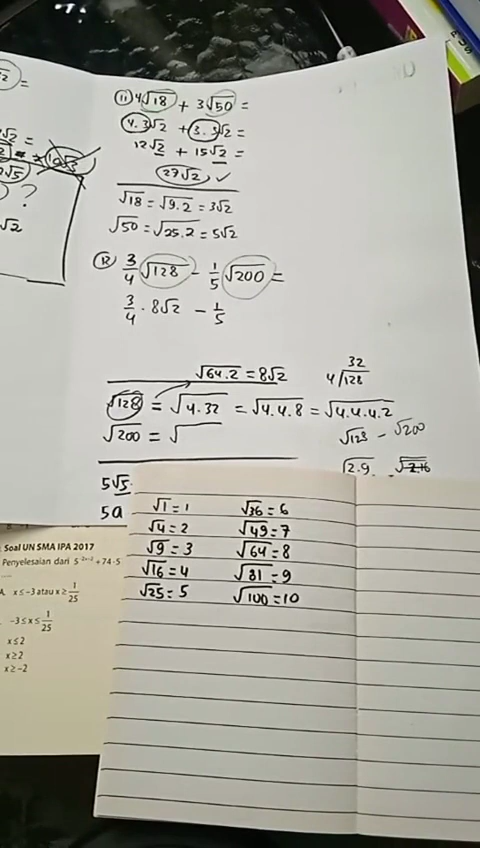 √2 =
⑪ 4√18 + 3√50 =
4.3√2 + 3.5√2 =
12√2 + 15√2 =
27√2 ✓
√18 = √9.2 = 3√2
√50 = √25.2 = 5√2
√2 =
√5
?
√2
⑫ 3/4 √128 - 1/5 √200 =
3/4 . 8√2 - 1/5
√64.2 = 8√2
32
4/128
√128 = √4.32 = √4.4.8 = √4.4.4.2
√200 = √
√128 - √200
√2.9
5√5
5a
√1 = 1
√4 = 2
√9 = 3
√16 = 4
√25 = 5
√36 = 6
√49 = 7
√64 = 8
√81 = 9
√100 = 10
Soal UN SMA IPA 2017
Penyelesaian dari
A. x ≤ -3 atau x ≥ 1/25
-3 ≤ x ≤ 1/25
x ≤ 2
x ≥ 2
x ≥ -2